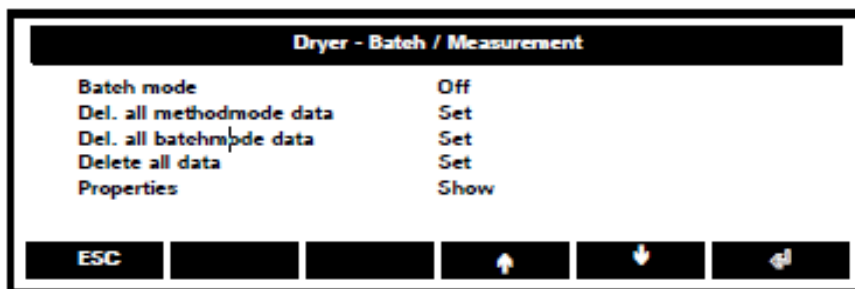 Dryer - Bateh / Measurement
Bateh mode Off
Del. all methodmode data Set
Del. all batehmode data Set
Delete all data Set
Properties Show
ESC